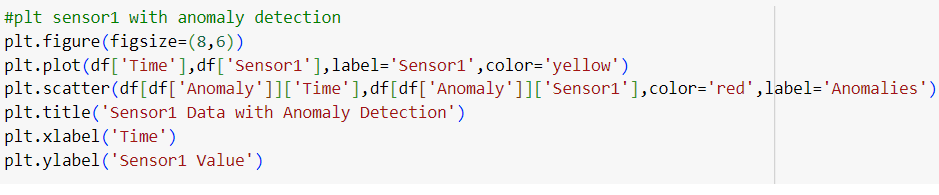 #plt sensor1 with anomaly detection
plt.figure(figsize=(8,6))
plt.plot(df['Time'],df['Sensor1'],label='Sensor1',color='yellow')
plt.scatter(df[df['Anomaly']]['Time'],df[df['Anomaly']]['Sensor1'],color='red',label='Anomalies')
plt.title('Sensor1 Data with Anomaly Detection')
plt.xlabel('Time')
plt.ylabel('Sensor1 Value')